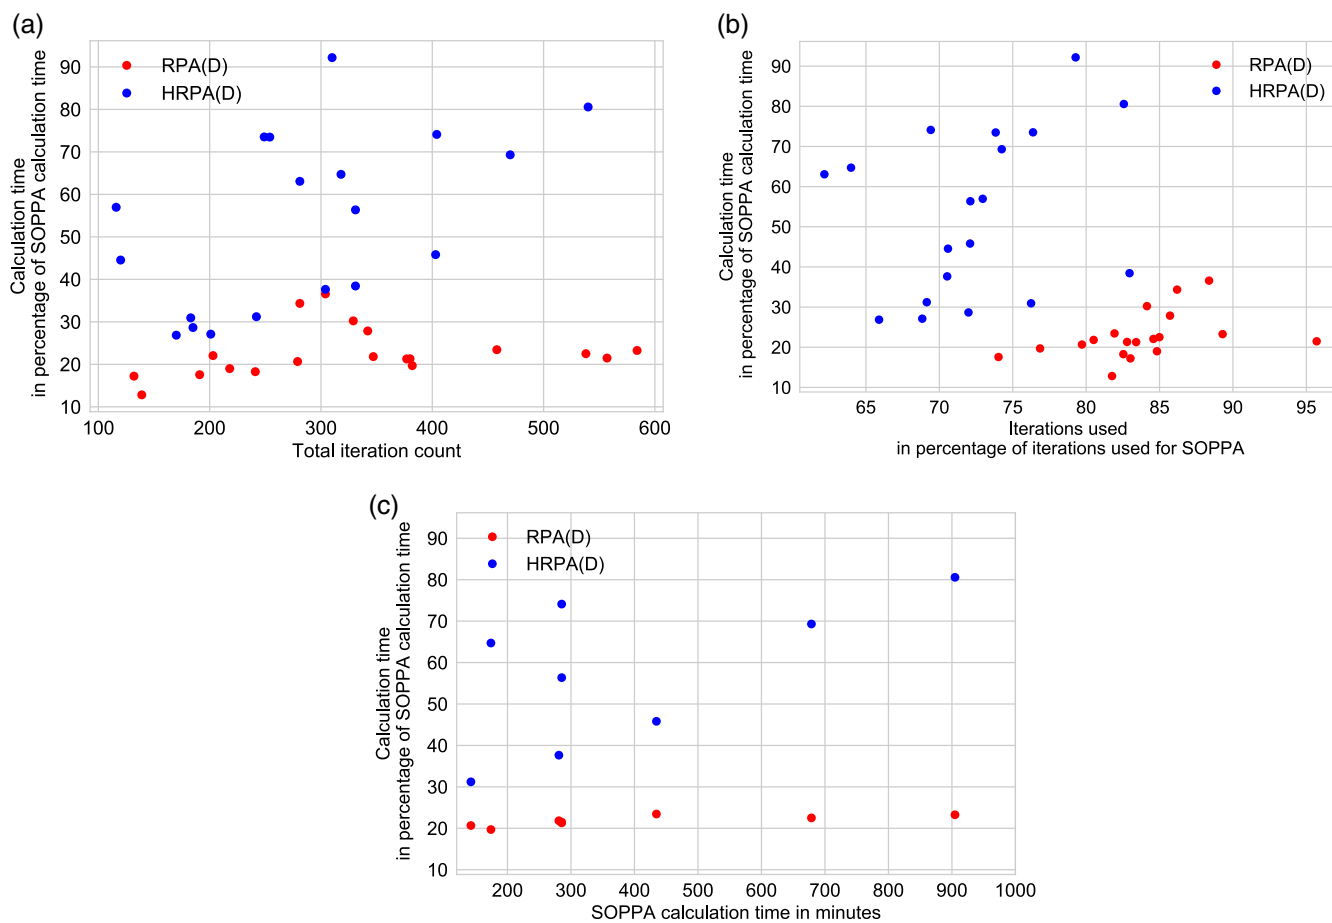 (a)
Calculation time
in percentage of SOPPA calculation time
90
80
70
60
50
40
30
20
10
RPA(D)
HRPA(D)
100 200 300 400 500 600
Total iteration count
(b)
Calculation time
in percentage of SOPPA calculation time
90
80
70
60
50
40
30
20
10
RPA(D)
HRPA(D)
65 70 75 80 85 90 95
Iterations used
in percentage of iterations used for SOPPA
(c)
Calculation time
in percentage of SOPPA calculation time
90
80
70
60
50
40
30
20
10
RPA(D)
HRPA(D)
200 300 400 500 600 700 800 900 1000
SOPPA calculation time in minutes